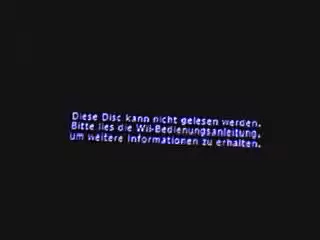 Diese Disc kann nicht gelesen werden.
Bitte lies die Wii-Bedienungsanleitung,
um weitere Informationen zu erhalten.